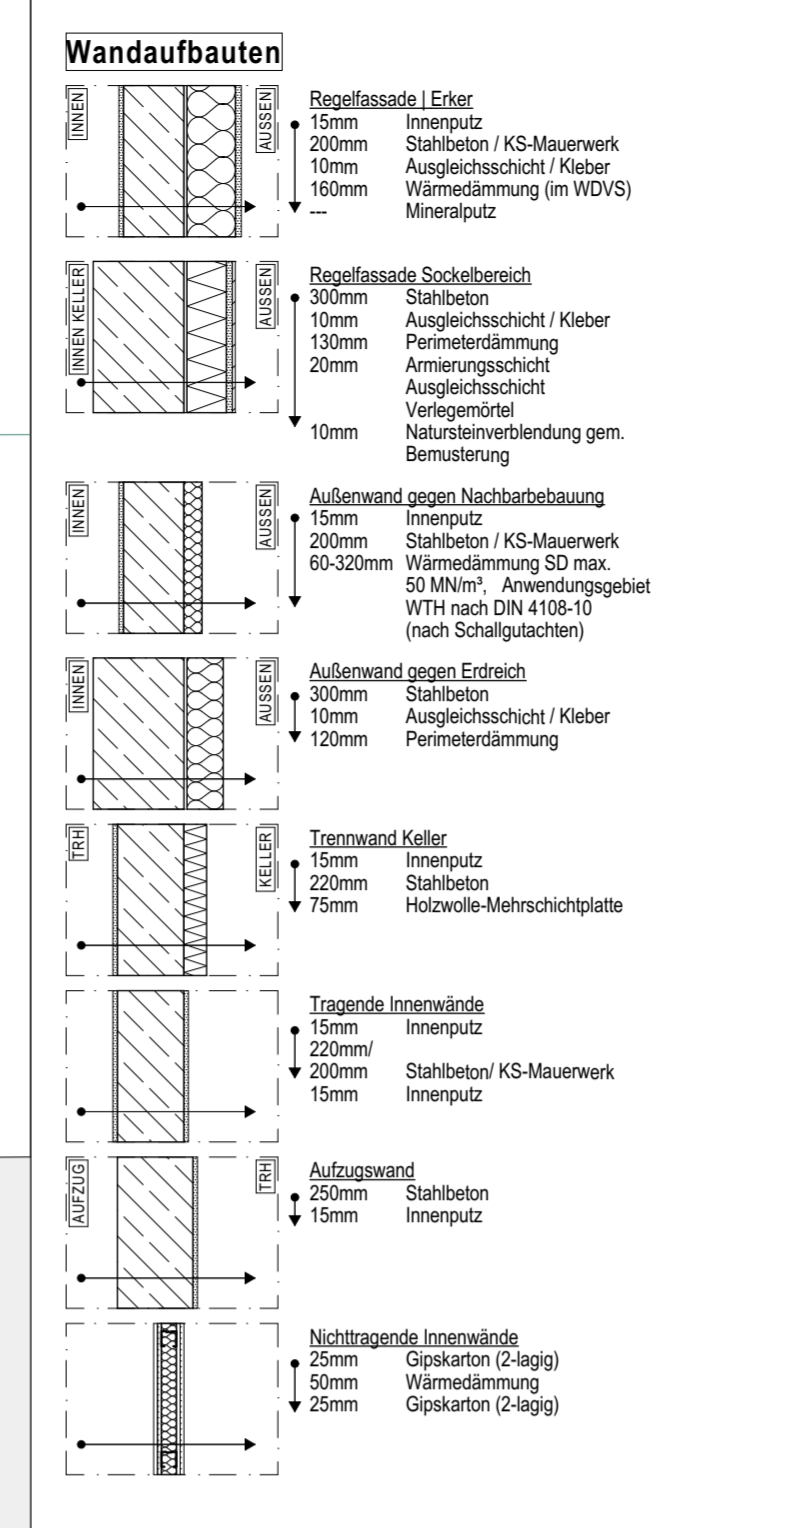 Wandaufbauten
INNEN
AUSSEN
Regelfassade | Erker
15mm Innenputz
200mm Stahlbeton / KS-Mauerwerk
10mm Ausgleichsschicht / Kleber
160mm Wärmedämmung (im WDVS)
--- Mineralputz
INNEN KELLER
AUSSEN
Regelfassade Sockelbereich
300mm Stahlbeton
10mm Ausgleichsschicht / Kleber
130mm Perimeterdämmung
20mm Armierungsschicht
Ausgleichsschicht
Verlegemörtel
10mm Natursteinverblendung gem.
Bemusterung
INNEN
AUSSEN
Außenwand gegen Nachbarbebauung
15mm Innenputz
200mm Stahlbeton / KS-Mauerwerk
60-320mm Wärmedämmung SD max.
50 MN/m³, Anwendungsgebiet
WTH nach DIN 4108-10
(nach Schallgutachten)
INNEN
AUSSEN
Außenwand gegen Erdreich
300mm Stahlbeton
10mm Ausgleichsschicht / Kleber
120mm Perimeterdämmung
TRH
KELLER
Trennwand Keller
15mm Innenputz
220mm Stahlbeton
75mm Holzwolle-Mehrschichtplatte
Tragende Innenwände
15mm Innenputz
220mm/
200mm Stahlbeton/ KS-Mauerwerk
15mm Innenputz
AUFZUG
TRH
Aufzugswand
250mm Stahlbeton
15mm Innenputz
Nichttragende Innenwände
25mm Gipskarton (2-lagig)
50mm Wärmedämmung
25mm Gipskarton (2-lagig)